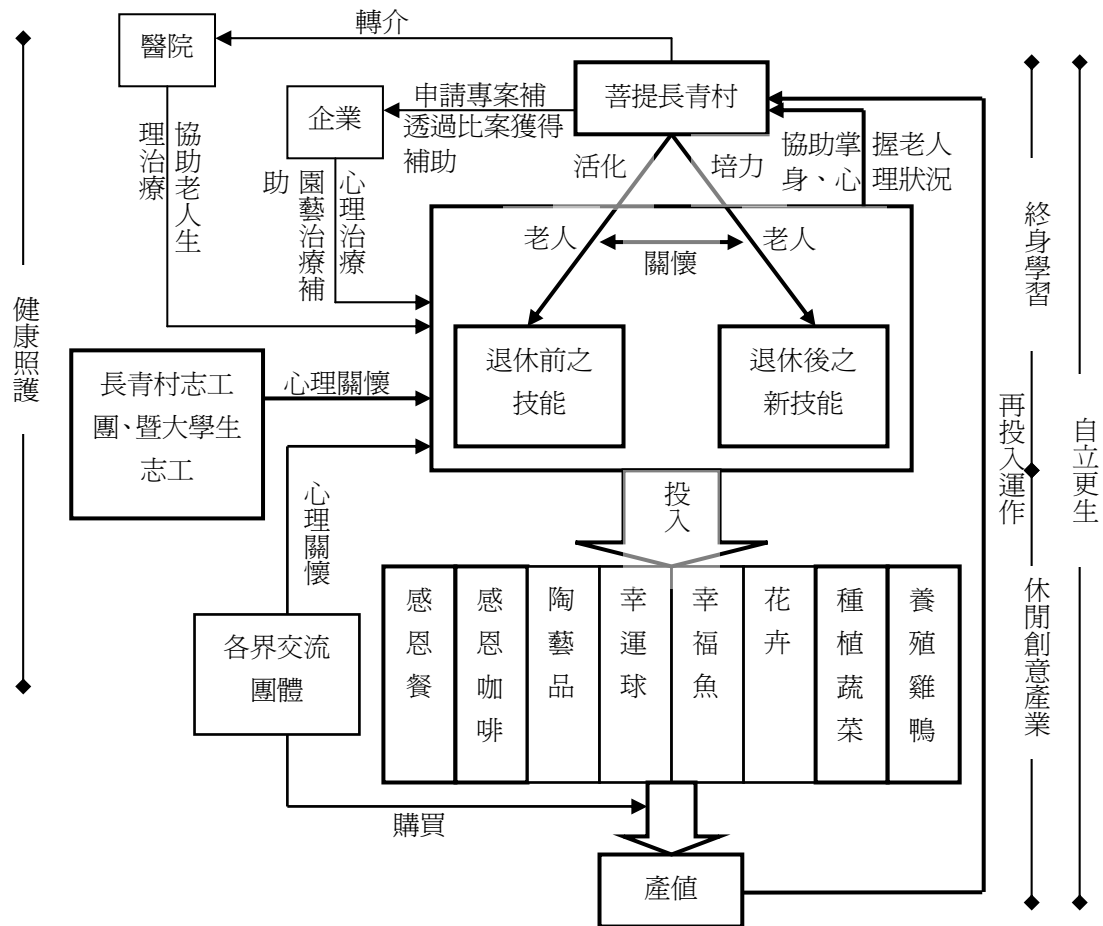 轉介
醫院
菩提長青村
企業
申請專案補
透過比案獲得
補助
協助老人生
理治療
心理治療
園藝治療補
助
活化
培力
協助掌握老人
身、心理狀況
老人
老人
關懷
退休前之
技能
退休後之
新技能
健康照護
長青村志工
團、暨大學生
志工
心理關懷
心理關懷
各界交流
團體
投入
感恩餐
感恩咖啡
陶藝品
幸運球
幸福魚
花卉
種植蔬菜
養殖雞鴨
購買
產值
再投入運作
終身學習
休閒創意產業
自立更生